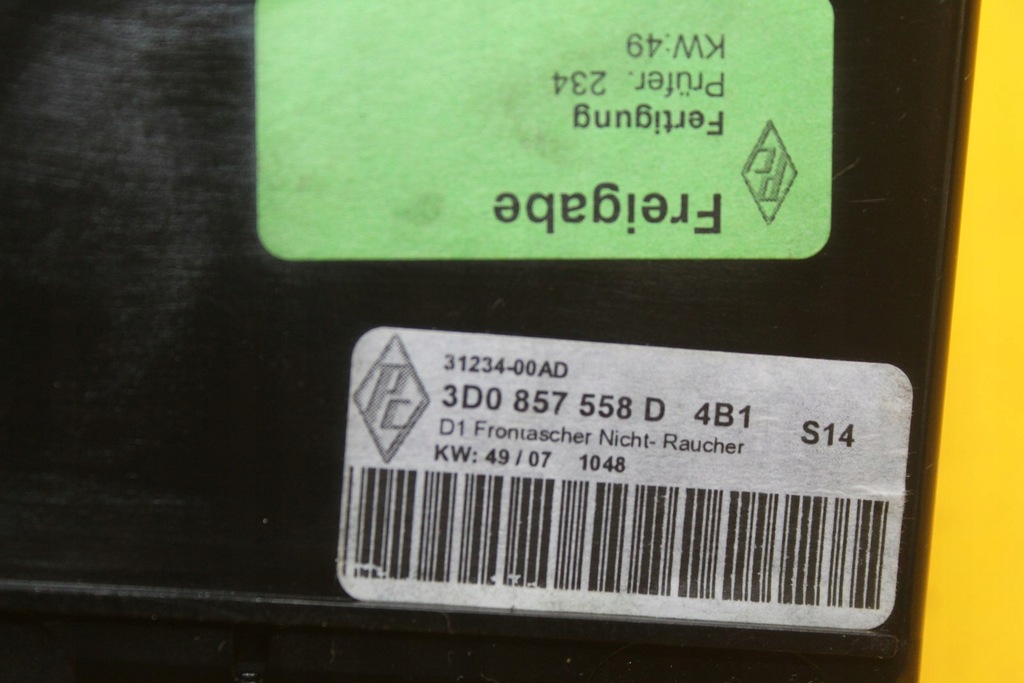 Freigabe
Fertigung
Prüfer. 234
KW:49
31234-00AD
3D0 857 558 D 4B1
S14
D1 Frontascher Nicht- Raucher
KW: 49 / 07 1048
PC